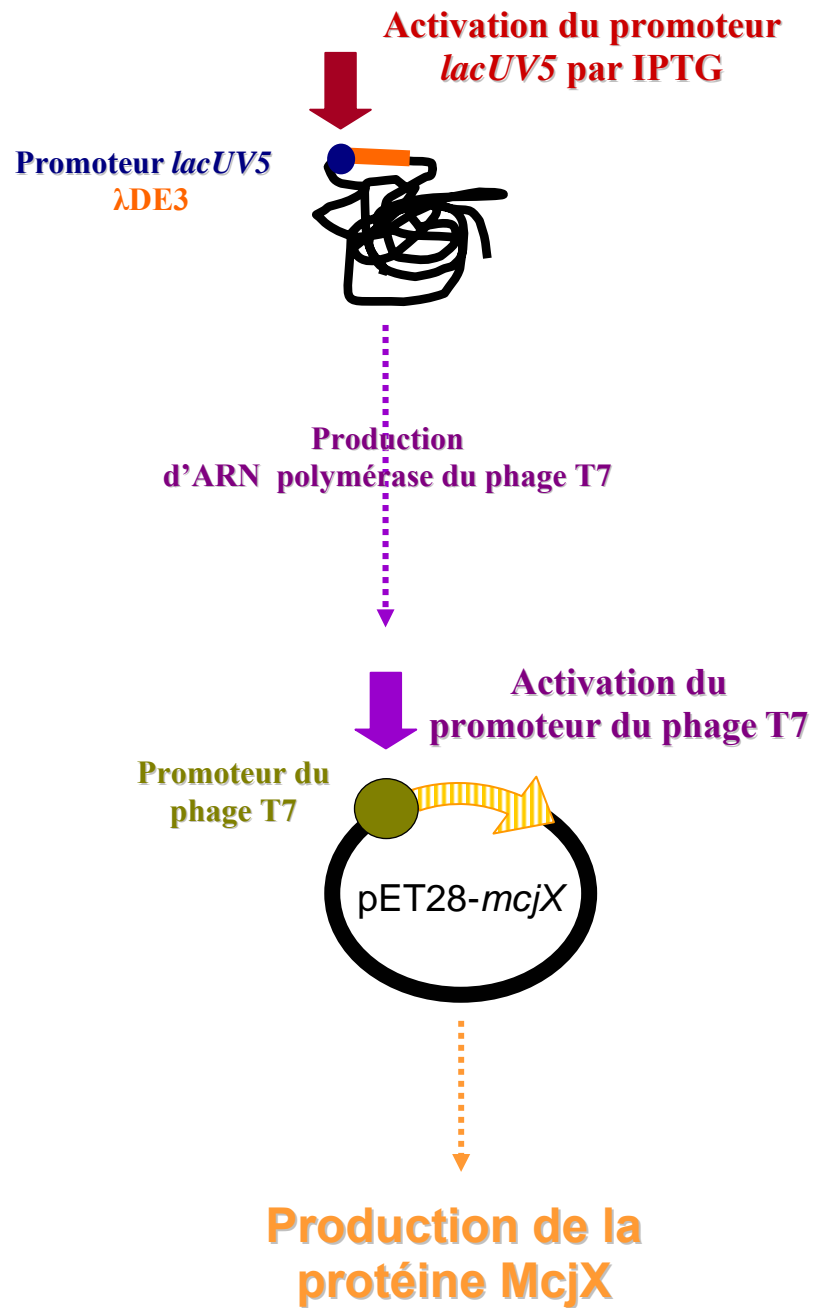 Activation du promoteur
lacUV5 par IPTG
Promoteur lacUV5
λDE3
Production
d’ARN polymérase du phage T7
Activation du
promoteur du phage T7
Promoteur du
phage T7
pET28-mcjX
Production de la
protéine McjX